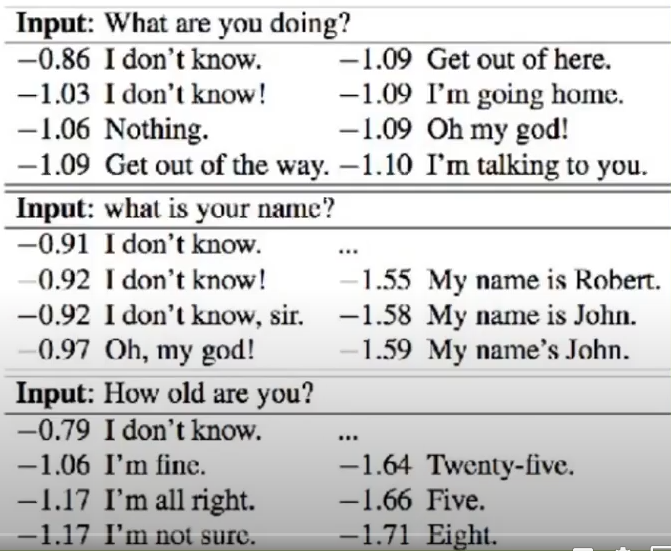 Input: What are you doing?
−0.86 I don't know. −1.09 Get out of here.
−1.03 I don't know! −1.09 I'm going home.
−1.06 Nothing. −1.09 Oh my god!
−1.09 Get out of the way. −1.10 I'm talking to you.
Input: what is your name?
−0.91 I don't know. ...
−0.92 I don't know! −1.55 My name is Robert.
−0.92 I don't know, sir. −1.58 My name is John.
−0.97 Oh, my god! −1.59 My name's John.
Input: How old are you?
−0.79 I don't know. ...
−1.06 I'm fine. −1.64 Twenty-five.
−1.17 I'm all right. −1.66 Five.
−1.17 I'm not sure. −1.71 Eight.